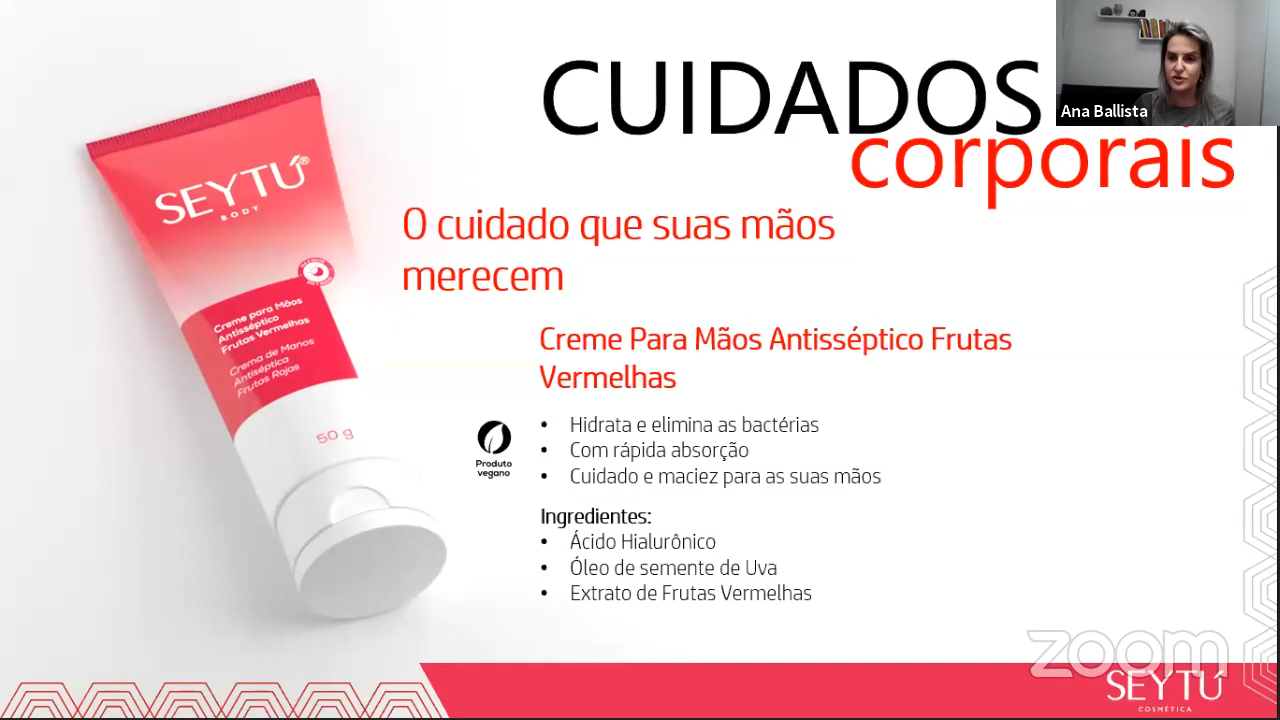 CUIDADOS
corporais
Ana Ballista
O cuidado que suas mãos
merecem
SEYTÚ®
BODY
Creme para Mãos
Antisséptico
Frutas Vermelhas
Crema de Manos
Antiséptica
Frutas Rojas
50 g
Creme Para Mãos Antisséptico Frutas
Vermelhas
Produto
vegano
• Hidrata e elimina as bactérias
• Com rápida absorção
• Cuidado e maciez para as suas mãos
Ingredientes:
• Ácido Hialurônico
• Óleo de semente de Uva
• Extrato de Frutas Vermelhas
zoom
SEYTÚ
COSMÉTICA